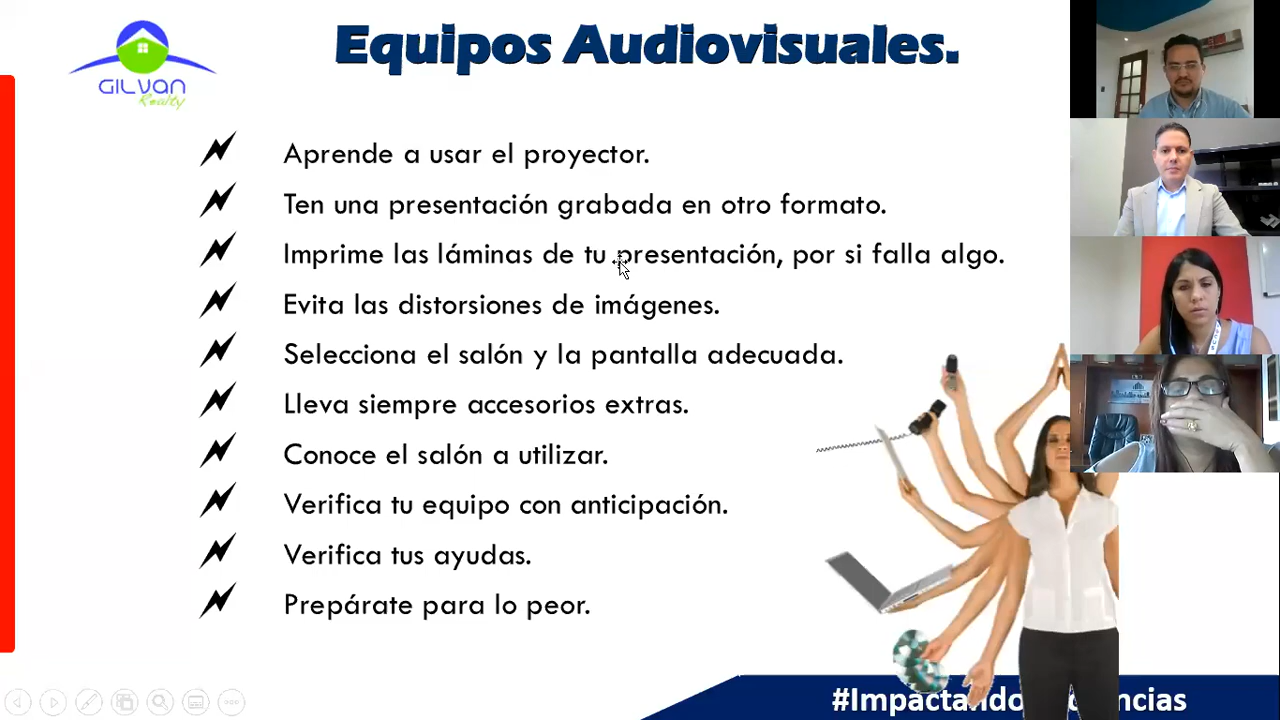 GILVAN
Realty
Equipos Audiovisuales.
Aprende a usar el proyector.
Ten una presentación grabada en otro formato.
Imprime las láminas de tu presentación, por si falla algo.
Evita las distorsiones de imágenes.
Selecciona el salón y la pantalla adecuada.
Lleva siempre accesorios extras.
Conoce el salón a utilizar.
Verifica tu equipo con anticipación.
Verifica tus ayudas.
Prepárate para lo peor.
#Impactando